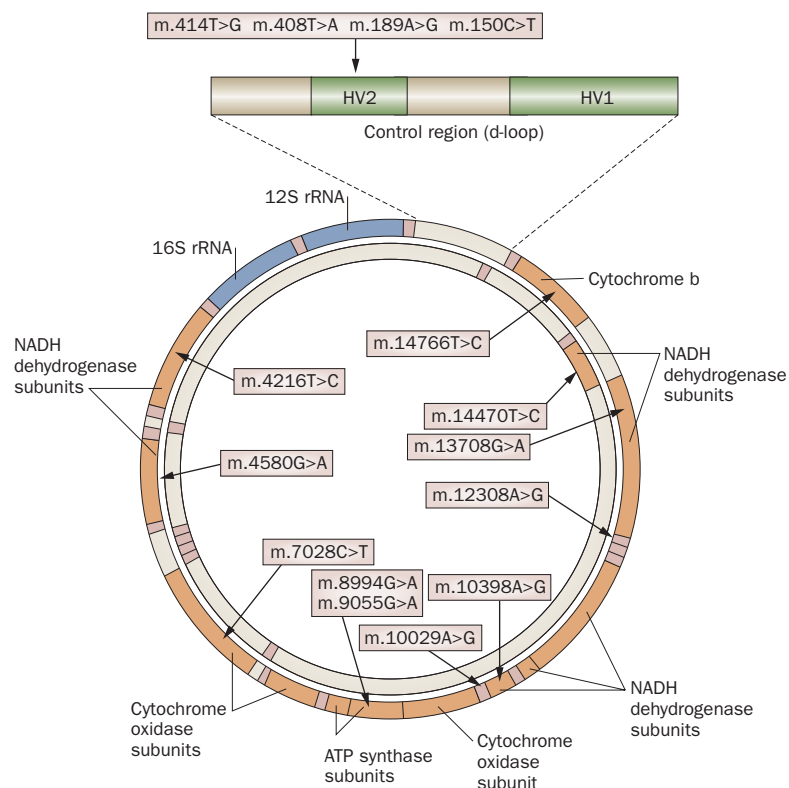 m.414T>G m.408T>A m.189A>G m.150C>T
HV2
HV1
Control region (d-loop)
12S rRNA
16S rRNA
Cytochrome b
m.14766T>C
NADH
dehydrogenase
subunits
m.4216T>C
NADH
dehydrogenase
subunits
m.14470T>C
m.13708G>A
m.4580G>A
m.12308A>G
m.7028C>T
m.8994G>A
m.9055G>A
m.10398A>G
m.10029A>G
NADH
dehydrogenase
subunits
Cytochrome
oxidase
subunits
ATP synthase
subunits
Cytochrome
oxidase
subunit